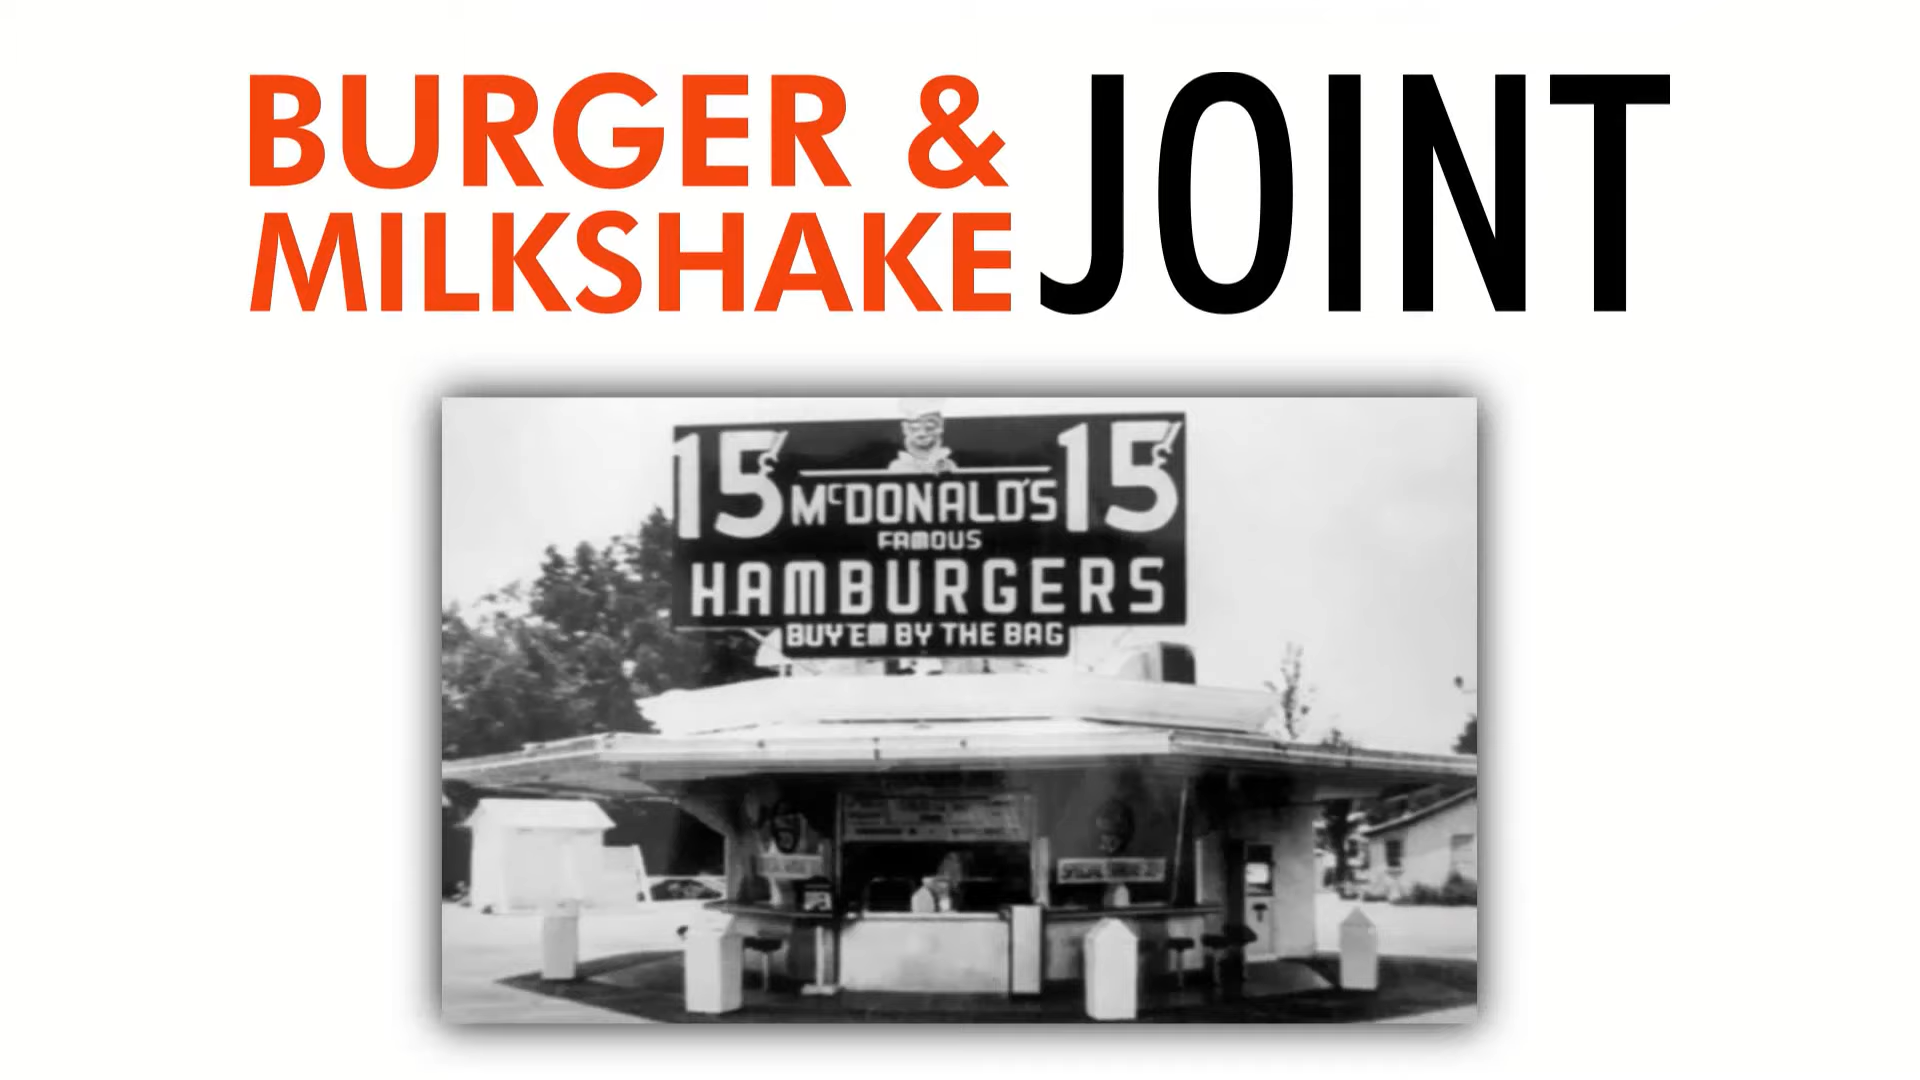 BURGER &
MILKSHAKE
JOINT
15¢ McDONALD'S 15¢
FAMOUS
HAMBURGERS
BUY'EM BY THE BAG